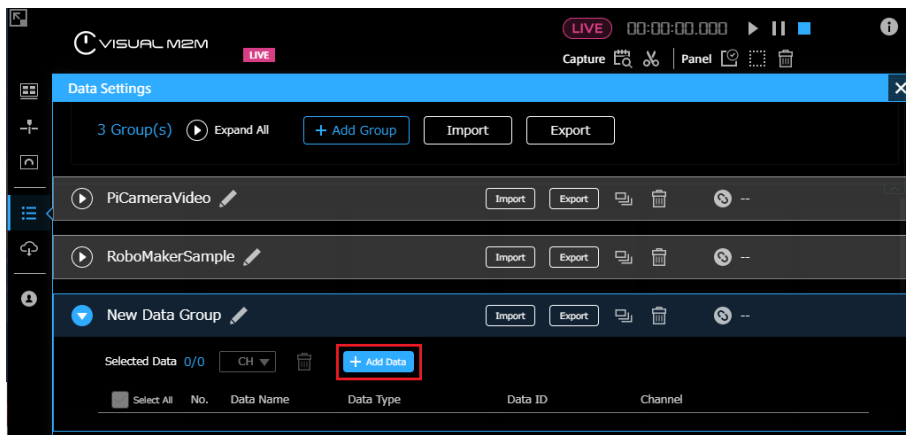 LIVE 00:00:00.000
VISUAL M2M
LIVE
Capture Panel
Data Settings
3 Group(s) Expand All + Add Group Import Export
PiCameraVideo Import Export --
RoboMakerSample Import Export --
New Data Group Import Export --
Selected Data 0/0 CH + Add Data
Select All No. Data Name Data Type Data ID Channel